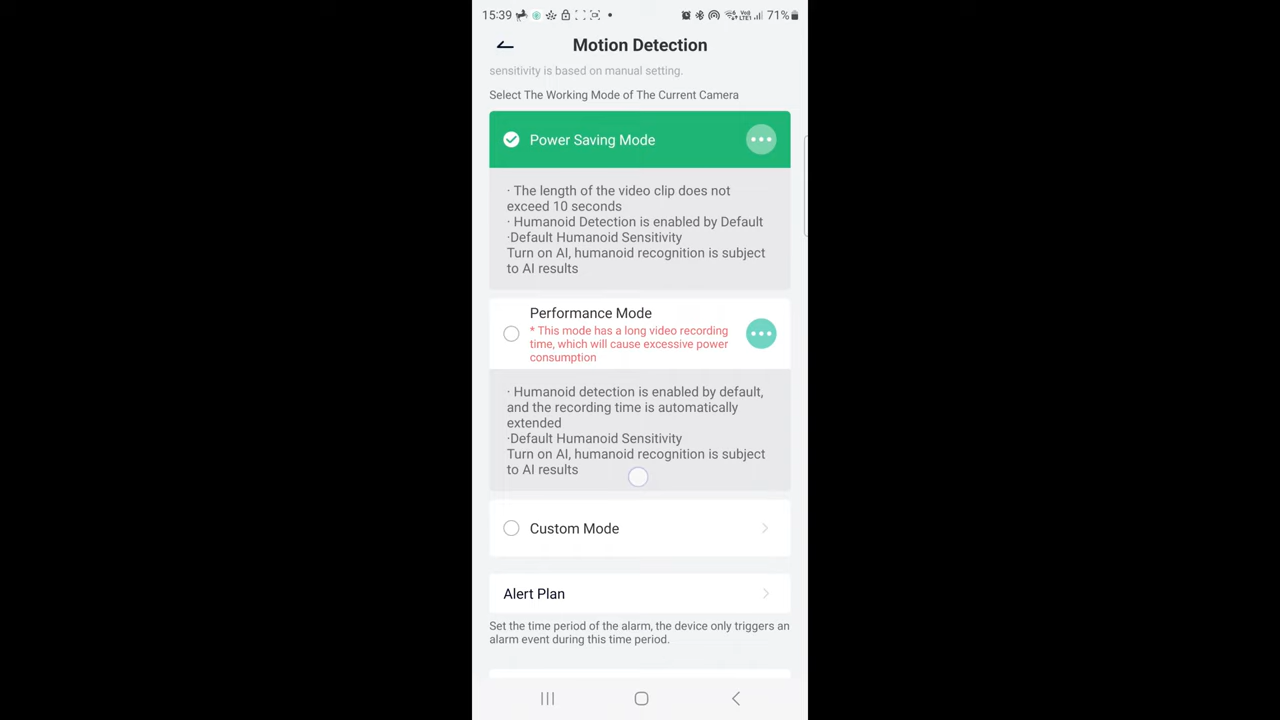 15:39
71%
Motion Detection
sensitivity is based on manual setting.
Select The Working Mode of The Current Camera
Power Saving Mode
· The length of the video clip does not
exceed 10 seconds
· Humanoid Detection is enabled by Default
·Default Humanoid Sensitivity
Turn on AI, humanoid recognition is subject
to AI results
Performance Mode
* This mode has a long video recording
time, which will cause excessive power
consumption
· Humanoid detection is enabled by default,
and the recording time is automatically
extended
·Default Humanoid Sensitivity
Turn on AI, humanoid recognition is subject
to AI results
Custom Mode
Alert Plan
Set the time period of the alarm, the device only triggers an
alarm event during this time period.